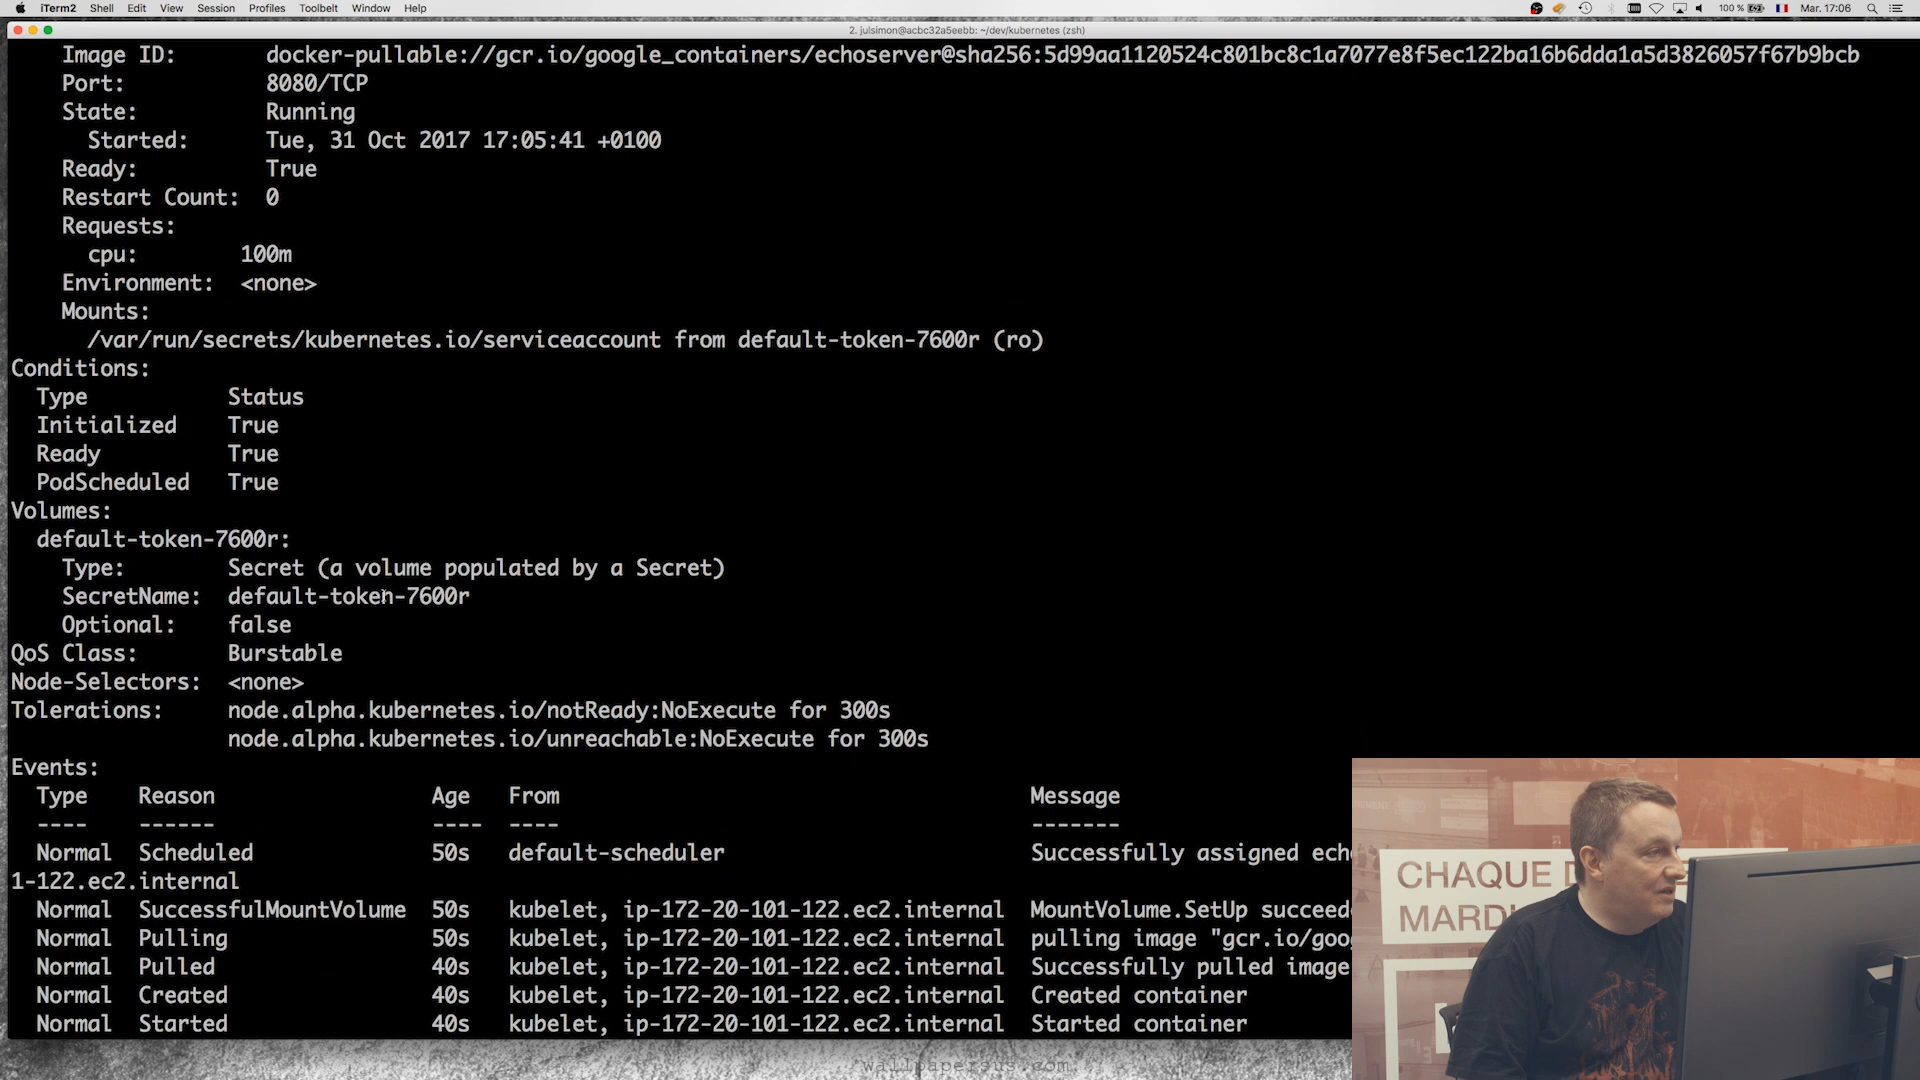 iTerm2 Shell Edit View Session Profiles Toolbelt Window Help 100 % Mar. 17:06
2. julsimon@acbc32a5eebb: ~/dev/kubernetes (zsh)
Image ID: docker-pullable://gcr.io/google_containers/echoserver@sha256:5d99aa1120524c801bc8c1a7077e8f5ec122ba16b6dda1a5d3826057f67b9bcb
Port: 8080/TCP
State: Running
Started: Tue, 31 Oct 2017 17:05:41 +0100
Ready: True
Restart Count: 0
Requests:
cpu: 100m
Environment: <none>
Mounts:
/var/run/secrets/kubernetes.io/serviceaccount from default-token-7600r (ro)
Conditions:
Type Status
Initialized True
Ready True
PodScheduled True
Volumes:
default-token-7600r:
Type: Secret (a volume populated by a Secret)
SecretName: default-token-7600r
Optional: false
QoS Class: Burstable
Node-Selectors: <none>
Tolerations: node.alpha.kubernetes.io/notReady:NoExecute for 300s
node.alpha.kubernetes.io/unreachable:NoExecute for 300s
Events:
Type Reason Age From Message
---- ------ ---- ---- -------
Normal Scheduled 50s default-scheduler Successfully assigned ech
1-122.ec2.internal
Normal SuccessfulMountVolume 50s kubelet, ip-172-20-101-122.ec2.internal MountVolume.SetUp succeed
Normal Pulling 50s kubelet, ip-172-20-101-122.ec2.internal pulling image "gcr.io/goo
Normal Pulled 40s kubelet, ip-172-20-101-122.ec2.internal Successfully pulled image
Normal Created 40s kubelet, ip-172-20-101-122.ec2.internal Created container
Normal Started 40s kubelet, ip-172-20-101-122.ec2.internal Started container
CHAQUE D
MARDI
wallpapersus.com